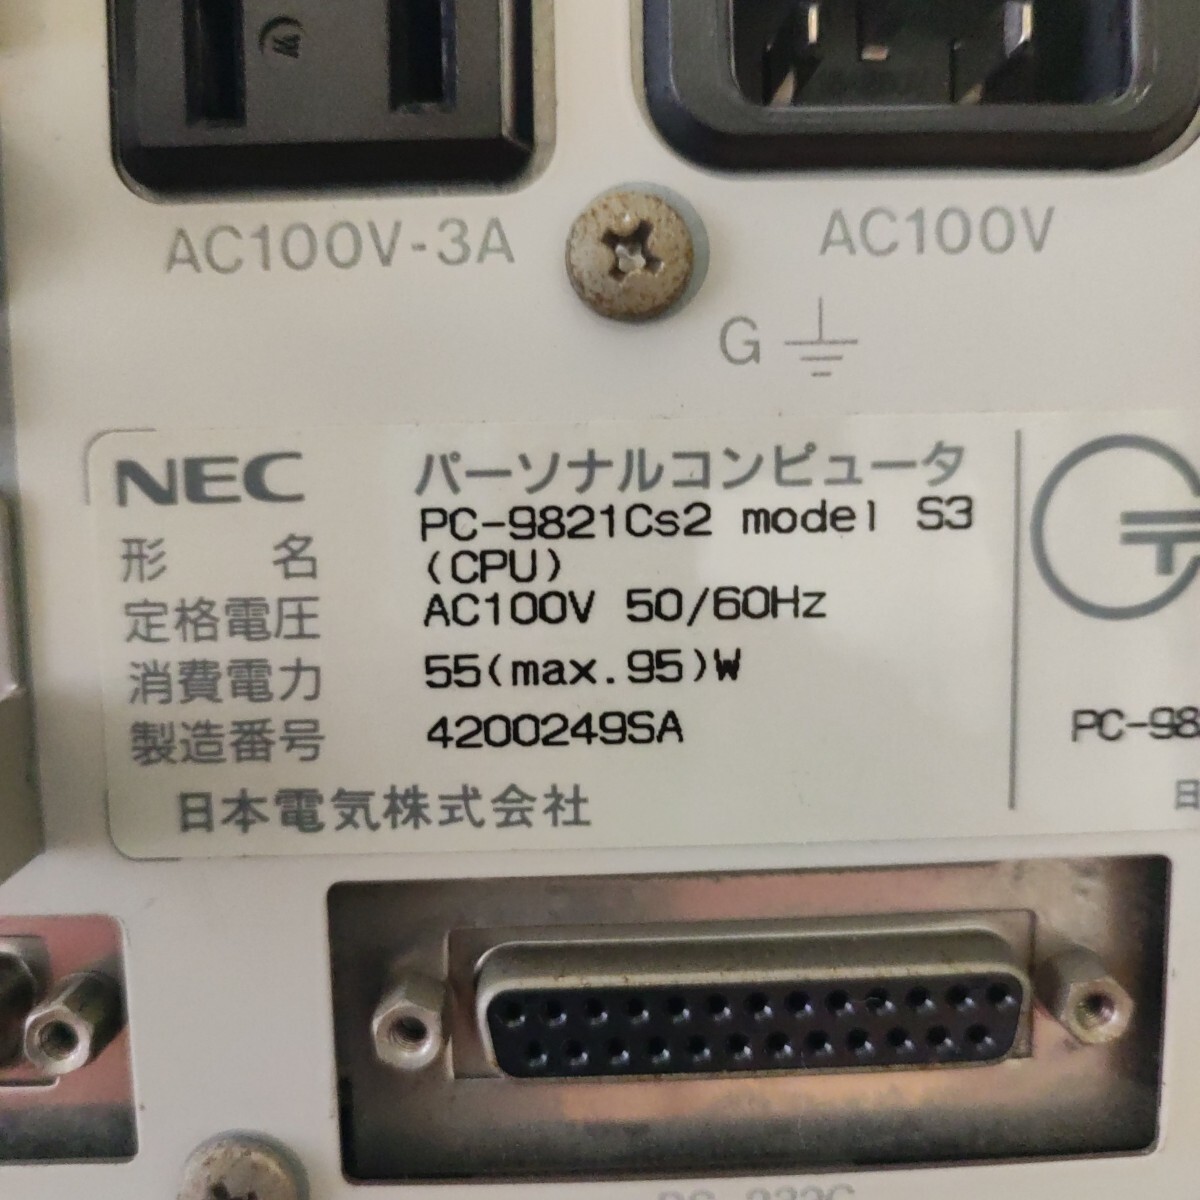 AC100V-3A
AC100V
G
NEC パーソナルコンピュータ
形名 PC-9821Cs2 model S3
(CPU)
定格電圧 AC100V 50/60Hz
消費電力 55(max.95)W
製造番号 4200249SA
日本電気株式会社
PC-98
日